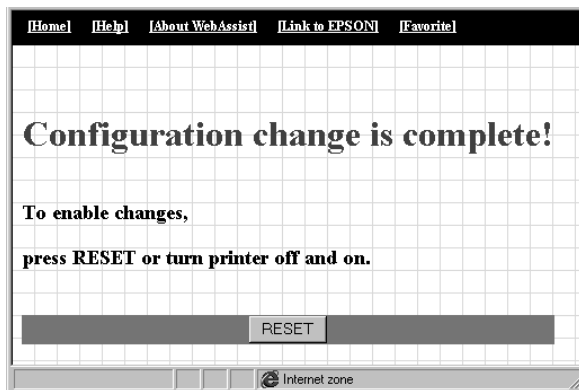 [Home] [Help] [About WebAssist] [Link to EPSON] [Favorite]
Configuration change is complete!
To enable changes,
press RESET or turn printer off and on.
RESET
Internet zone